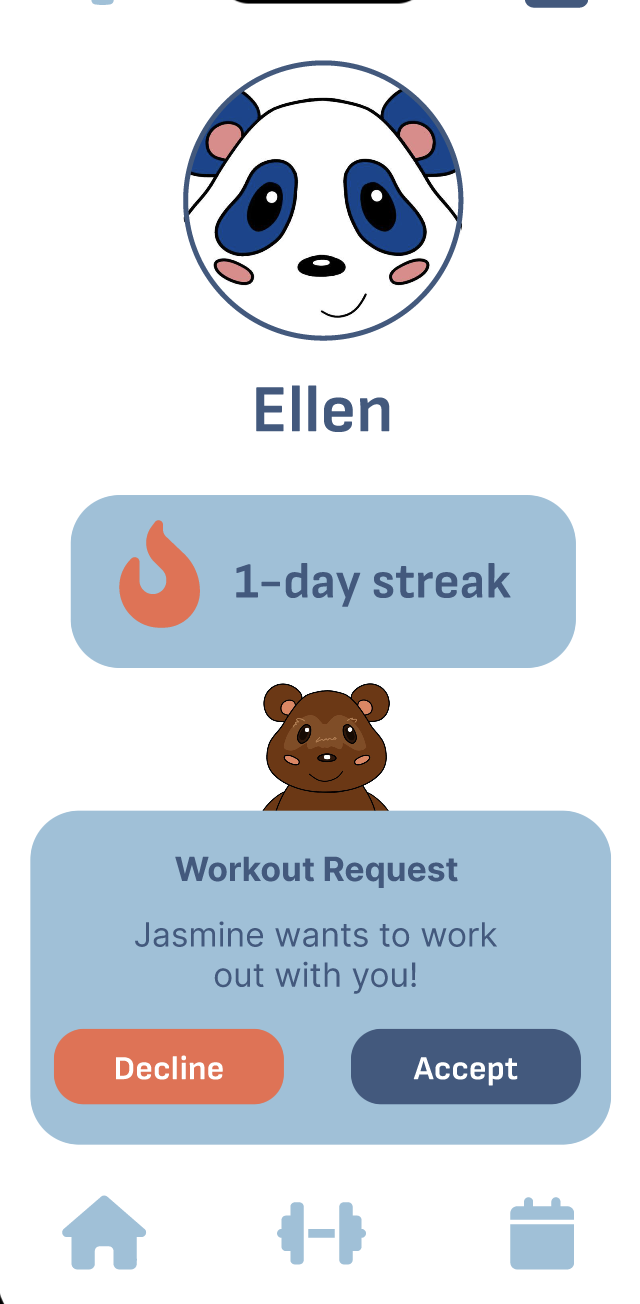 Ellen
1-day streak
Workout Request
Jasmine wants to work
out with you!
Decline
Accept